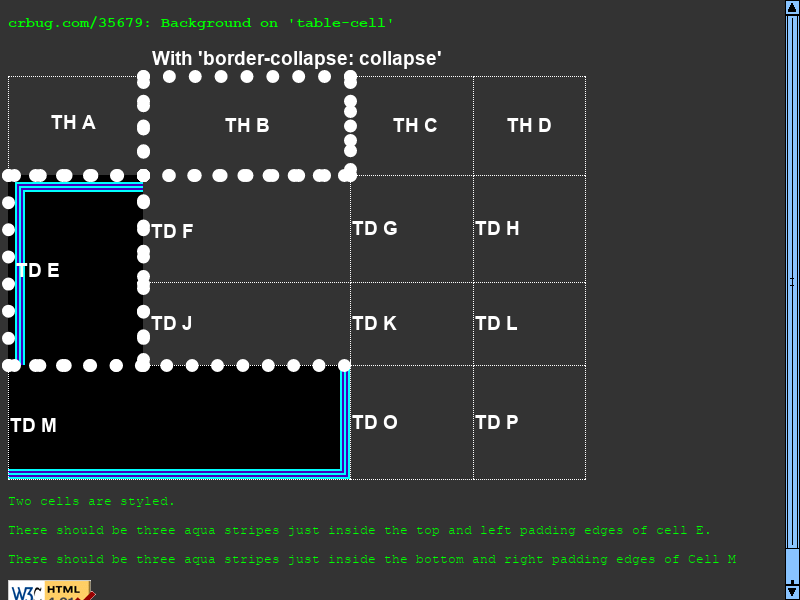 crbug.com/35679: Background on 'table-cell'
With 'border-collapse: collapse'
TH A TH B TH C TH D
TD E
TD F TD G TD H
TD J TD K TD L
TD M TD O TD P
Two cells are styled.
There should be three aqua stripes just inside the top and left padding edges of cell E.
There should be three aqua stripes just inside the bottom and right padding edges of Cell M
W3C HTML